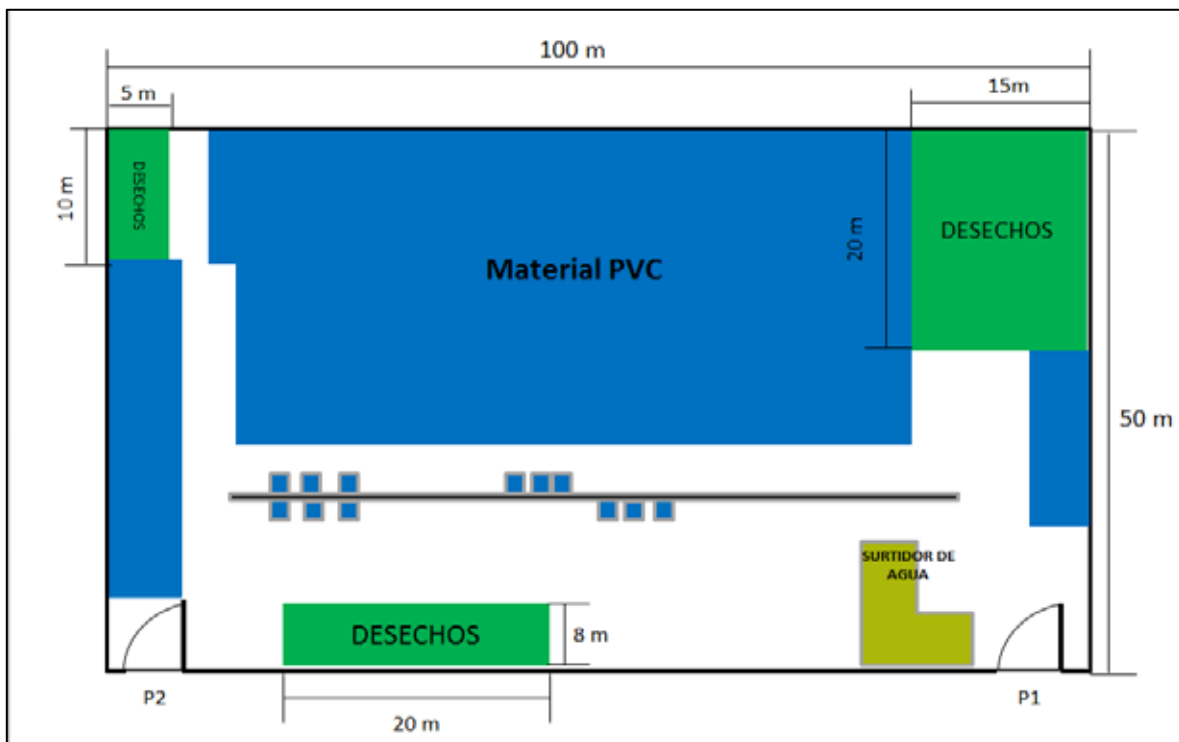 100 m
5 m
15m
DESECHOS
10 m
Material PVC
20 m
DESECHOS
50 m
SURTIDOR DE
AGUA
DESECHOS
8 m
P2
P1
20 m